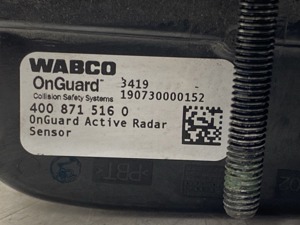 WABCO
OnGuard™ 3419 -
Collision Safety Systems 190730000152
400 871 516 0
OnGuard Active Radar
Sensor